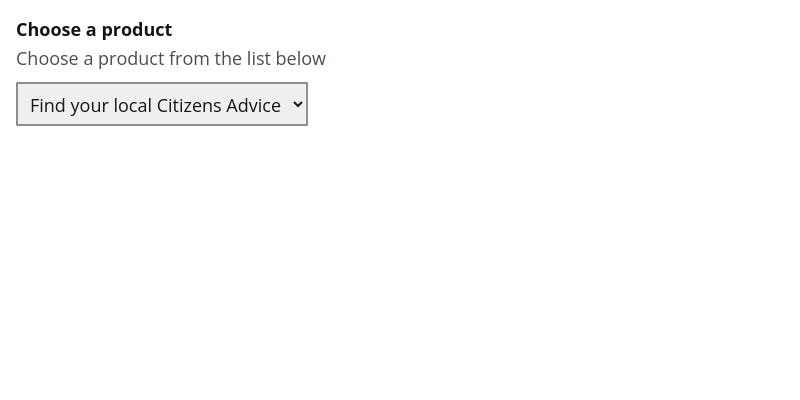 Choose a product
Choose a product from the list below
Find your local Citizens Advice